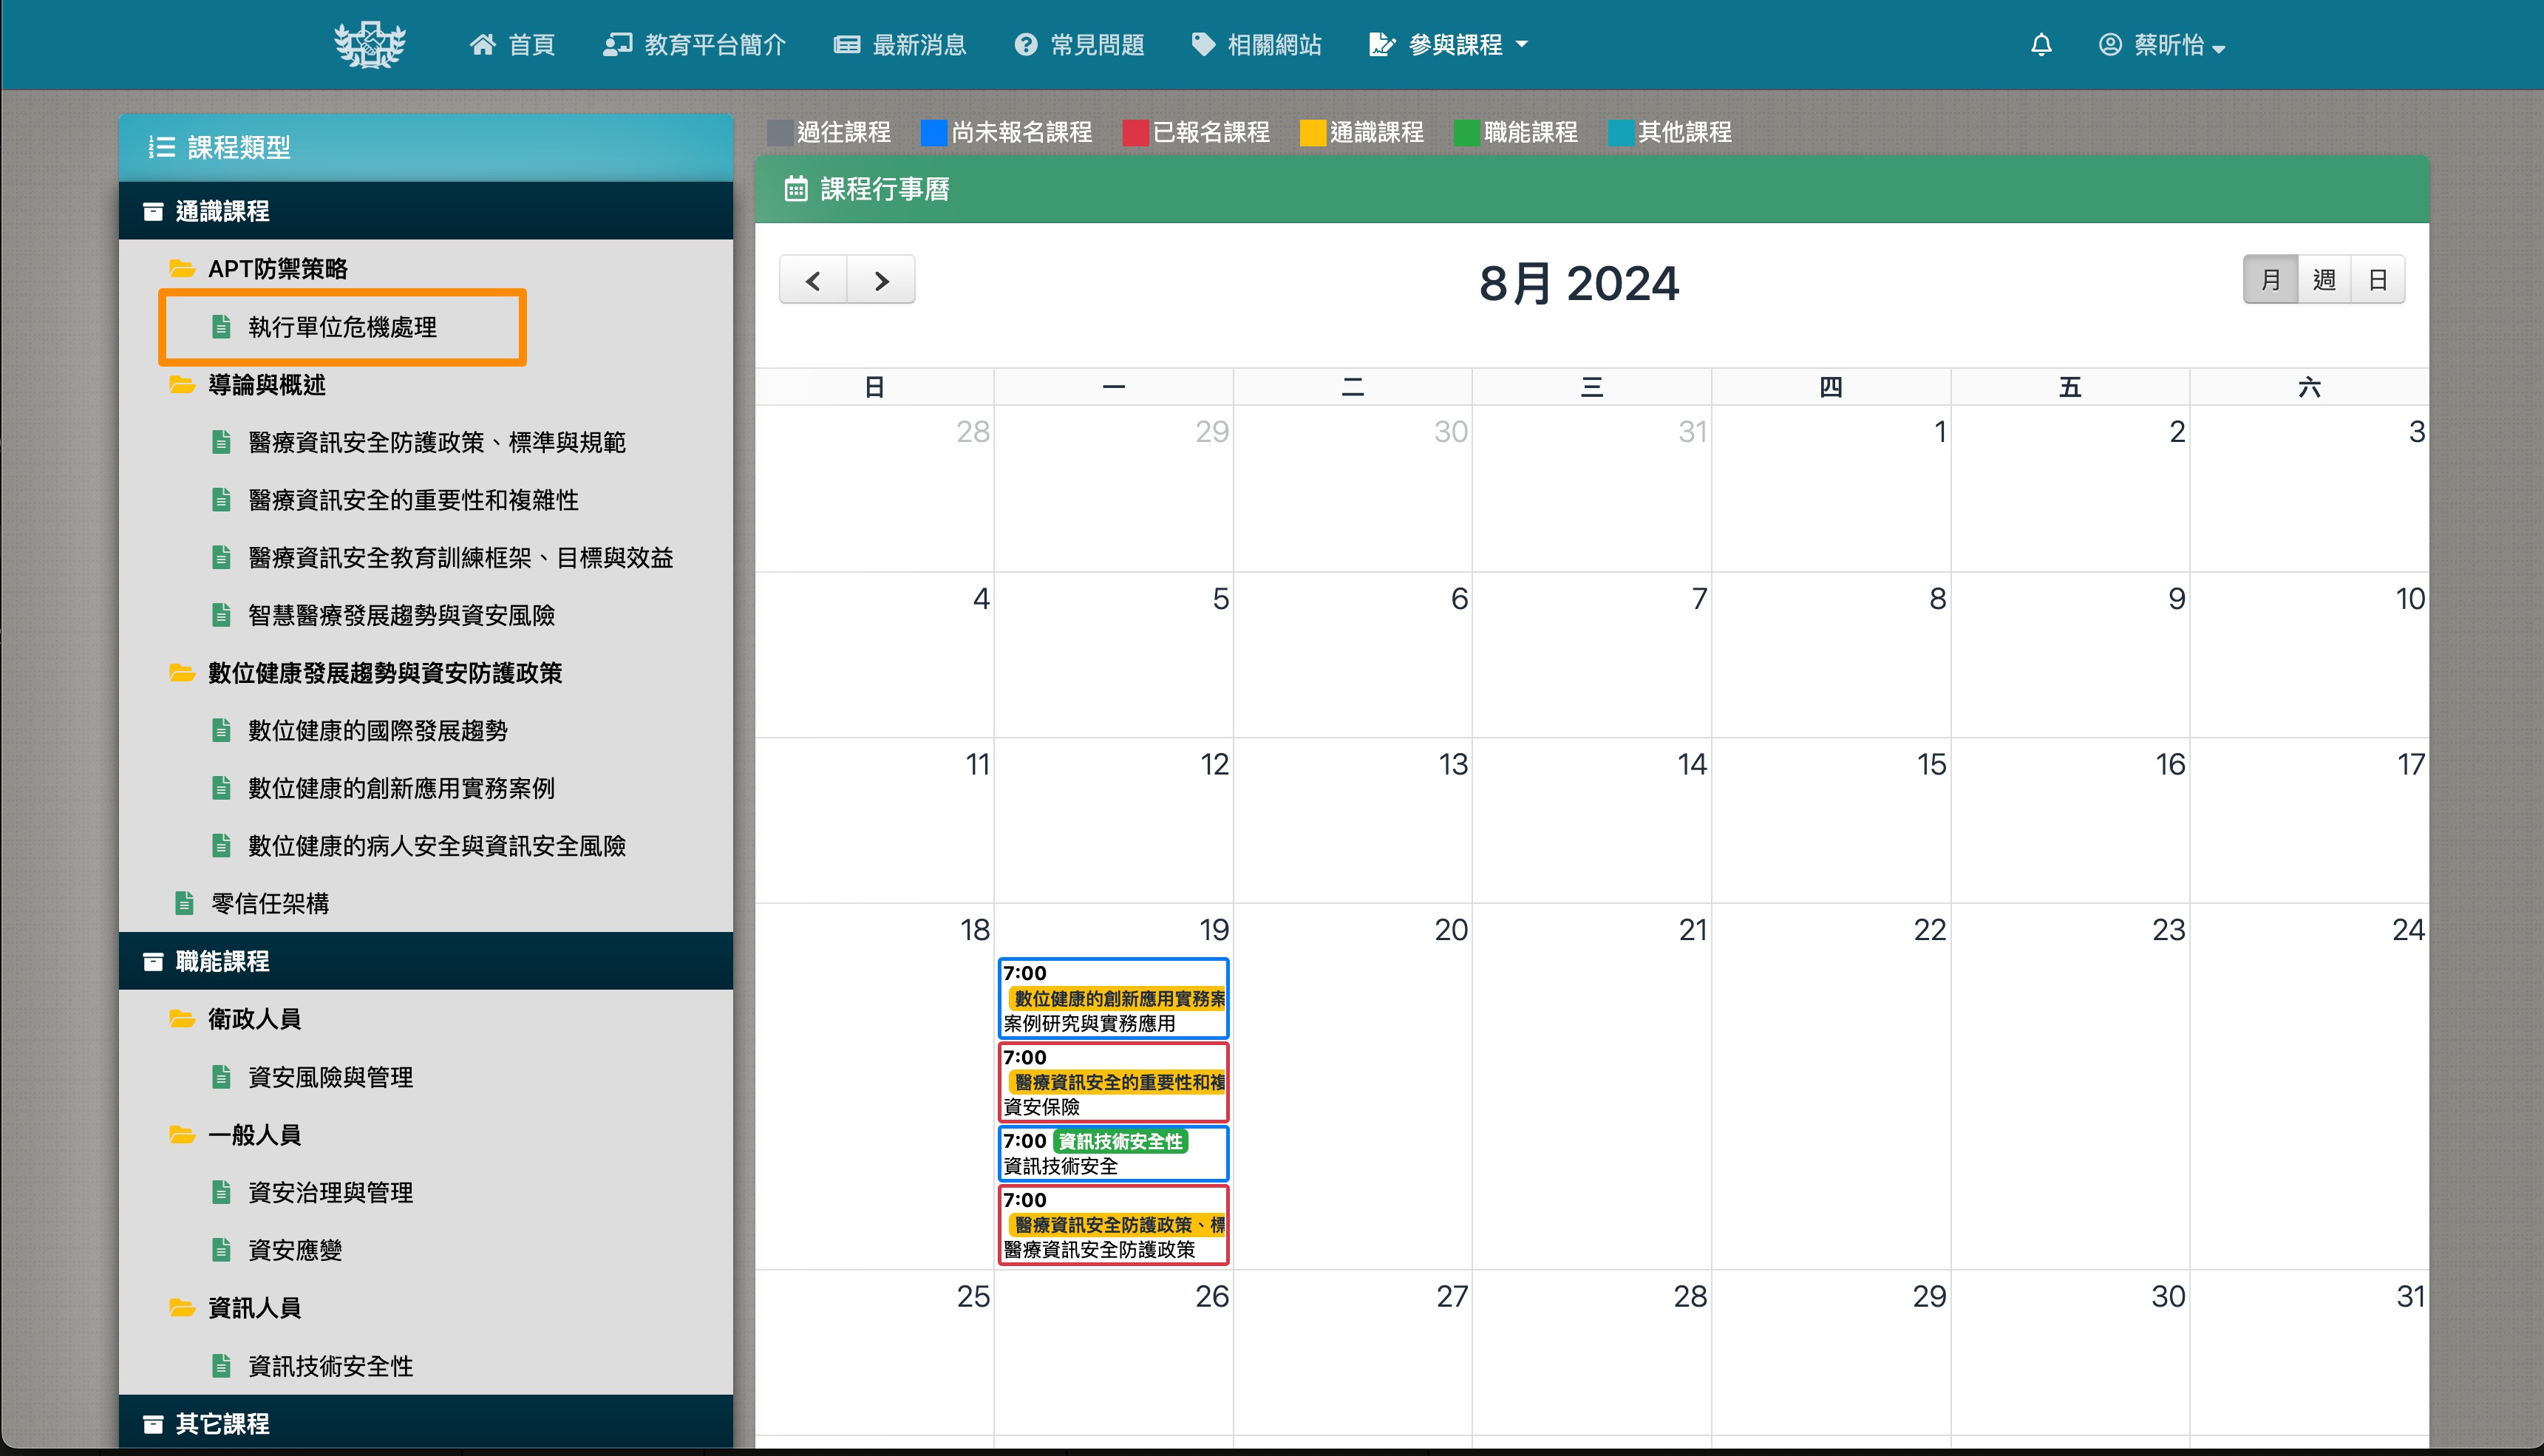 首頁 教育平台簡介 最新消息 常見問題 相關網站 參與課程 蔡昕怡
課程類型
通識課程
APT防禦策略
執行單位危機處理
導論與概述
醫療資訊安全防護政策、標準與規範
醫療資訊安全的重要性和複雜性
醫療資訊安全教育訓練框架、目標與效益
智慧醫療發展趨勢與資安風險
數位健康發展趨勢與資安防護政策
數位健康的國際發展趨勢
數位健康的創新應用實務案例
數位健康的病人安全與資訊安全風險
零信任架構
職能課程
衛政人員
資安風險與管理
一般人員
資安治理與管理
資安應變
資訊人員
資訊技術安全性
其它課程
過往課程 尚未報名課程 已報名課程 通識課程 職能課程 其他課程
課程行事曆
8月 2024
月 週 日
日 一 二 三 四 五 六
28 29 30 31 1 2 3
4 5 6 7 8 9 10
11 12 13 14 15 16 17
18 19 20 21 22 23 24
7:00
數位健康的創新應用實務案
案例研究與實務應用
7:00
醫療資訊安全的重要性和複
資安保險
7:00 資訊技術安全性
資訊技術安全
7:00
醫療資訊安全防護政策、標
醫療資訊安全防護政策
25 26 27 28 29 30 31